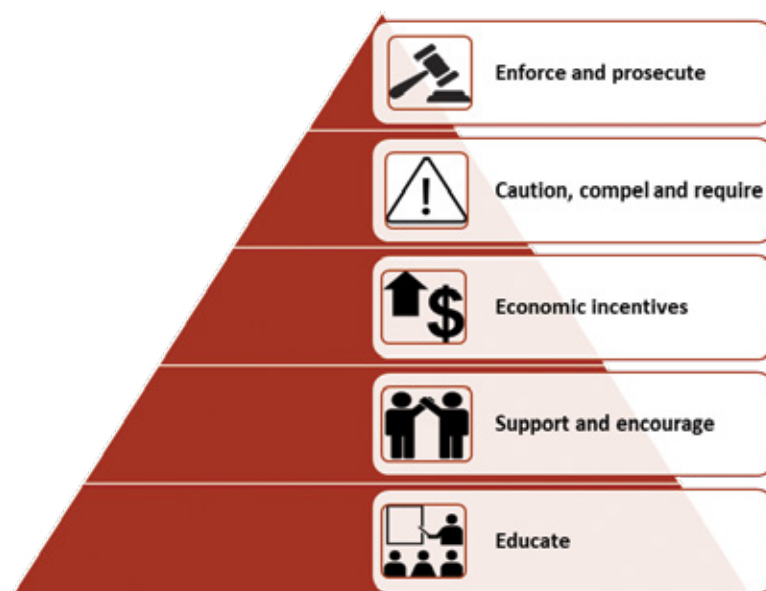 Enforce and prosecute
Caution, compel and require
Economic incentives
Support and encourage
Educate